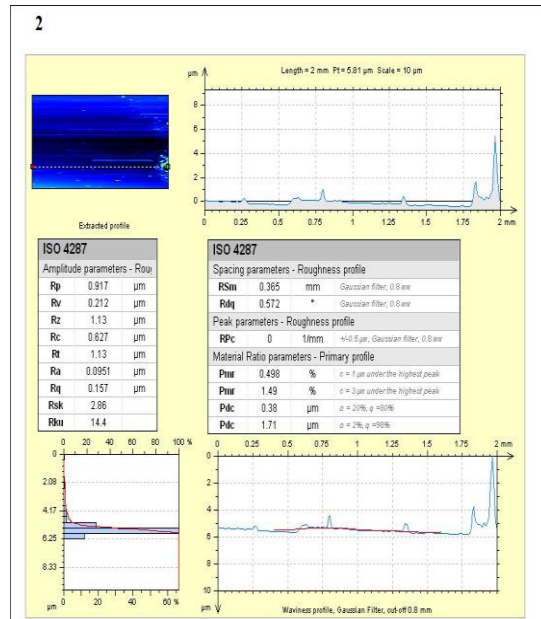 2
Length = 2 mm Pt = 5.81 µm Scale = 10 µm
µm
8
6
4
2
0
0 0.25 0.5 0.75 1 1.25 1.5 1.75 2 mm
Extracted profile
ISO 4287
Amplitude parameters - Roug
Rp 0.917 µm
Rv 0.212 µm
Rz 1.13 µm
Rc 0.627 µm
Rt 1.13 µm
Ra 0.0951 µm
Rq 0.157 µm
Rsk 2.86
Rku 14.4
ISO 4287
Spacing parameters - Roughness profile
RSm 0.365 mm Gaussian filter, 0.8 mm
Rdq 0.572 ° Gaussian filter, 0.8 mm
Peak parameters - Roughness profile
RPc 0 1/mm +/-0.5 µm, Gaussian filter, 0.8 mm
Material Ratio parameters - Primary profile
Pmr 0.498 % c = 1 µm under the highest peak
Pmr 1.49 % c = 3 µm under the highest peak
Pdc 0.38 µm p = 20%, q = 80%
Pdc 1.71 µm p = 2%, q = 98%
0 20 40 60 80 100 %
0
2.08
4.17
6.25
8.33
µm
0 20 40 60 %
0 0.25 0.5 0.75 1 1.25 1.5 1.75 2 mm
0
2
4
6
8
10
µm
Waviness profile, Gaussian Filter, cut-off 0.8 mm